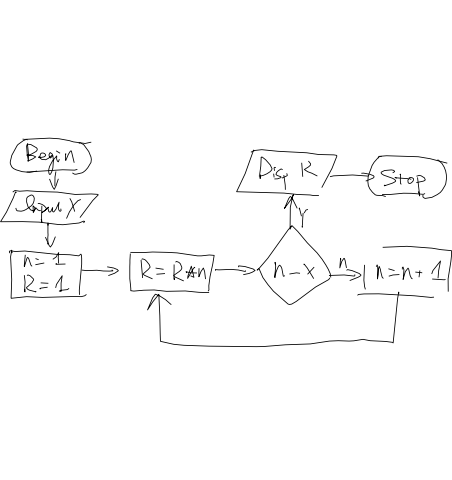 Begin
Input X
n=1
R=1
R=R*n
n-x
Y
Disp R
Stop
n
n=n+1